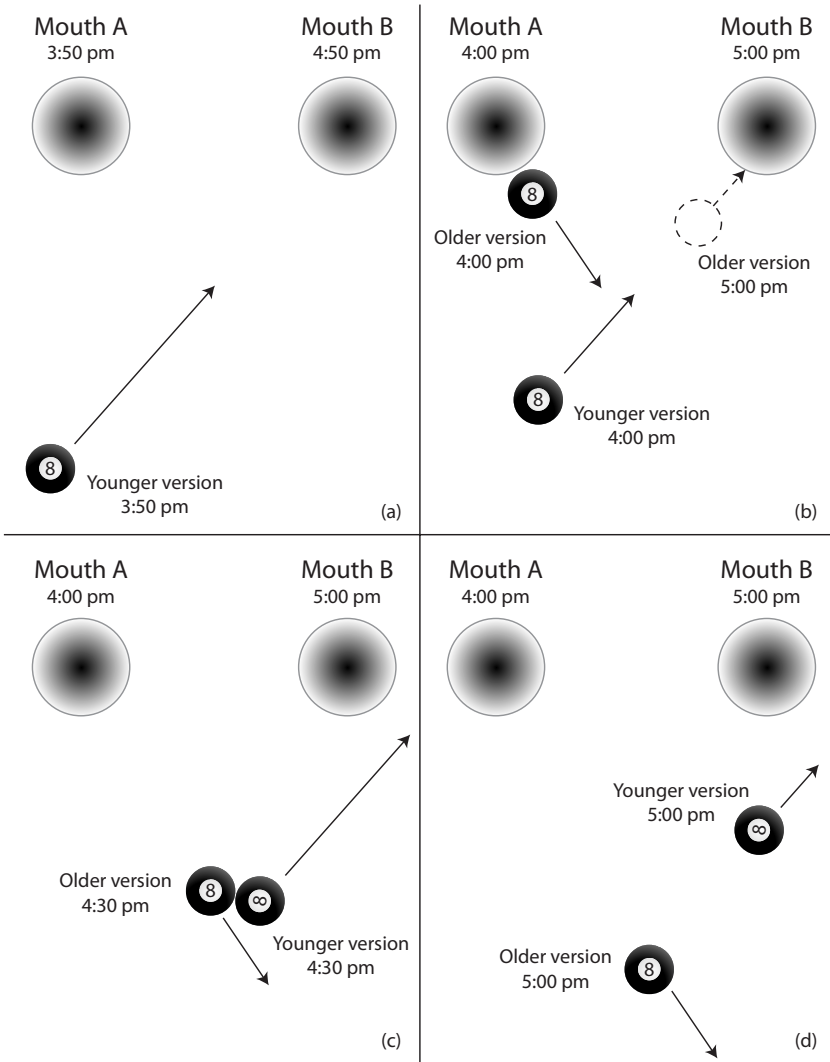 Mouth A
3:50 pm
Mouth B
4:50 pm
8
Younger version
3:50 pm
(a)
Mouth A
4:00 pm
Mouth B
5:00 pm
8
Older version
4:00 pm
Older version
5:00 pm
8
Younger version
4:00 pm
(b)
Mouth A
4:00 pm
Mouth B
5:00 pm
Older version
4:30 pm
8
8
Younger version
4:30 pm
(c)
Mouth A
4:00 pm
Mouth B
5:00 pm
Younger version
5:00 pm
8
Older version
5:00 pm
8
(d)